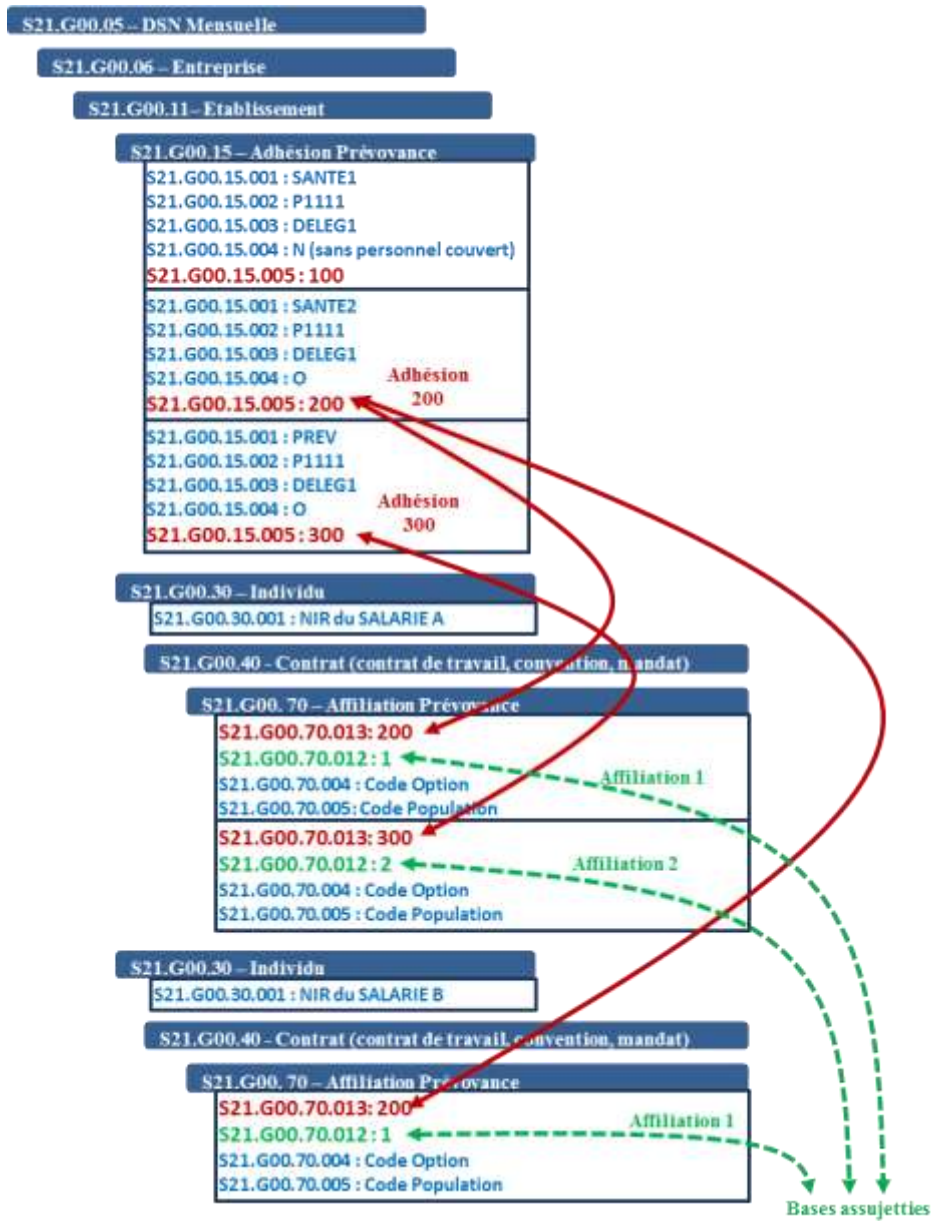 S21.G00.05 – DSN Mensuelle
S21.G00.06 – Entreprise
S21.G00.11– Etablissement
S21.G00.15 – Adhésion Prévoyance
S21.G00.15.001 : SANTE1
S21.G00.15.002 : P1111
S21.G00.15.003 : DELEG1
S21.G00.15.004 : N (sans personnel couvert)
S21.G00.15.005 : 100
S21.G00.15.001 : SANTE2
S21.G00.15.002 : P1111
S21.G00.15.003 : DELEG1
S21.G00.15.004 : O
Adhésion
200
S21.G00.15.005 : 200
S21.G00.15.001 : PREV
S21.G00.15.002 : P1111
S21.G00.15.003 : DELEG1
S21.G00.15.004 : O
Adhésion
300
S21.G00.15.005 : 300
S21.G00.30 – Individu
S21.G00.30.001 : NIR du SALARIE A
S21.G00.40 - Contrat (contrat de travail, convention, mandat)
S21.G00. 70 – Affiliation Prévoyance
S21.G00.70.013: 200
S21.G00.70.012 : 1
Affiliation 1
S21.G00.70.004 : Code Option
S21.G00.70.005: Code Population
S21.G00.70.013: 300
S21.G00.70.012 : 2
Affiliation 2
S21.G00.70.004 : Code Option
S21.G00.70.005 : Code Population
S21.G00.30 – Individu
S21.G00.30.001 : NIR du SALARIE B
S21.G00.40 - Contrat (contrat de travail, convention, mandat)
S21.G00. 70 – Affiliation Prévoyance
S21.G00.70.013: 200
S21.G00.70.012 : 1
Affiliation 1
S21.G00.70.004 : Code Option
S21.G00.70.005 : Code Population
Bases assujetties